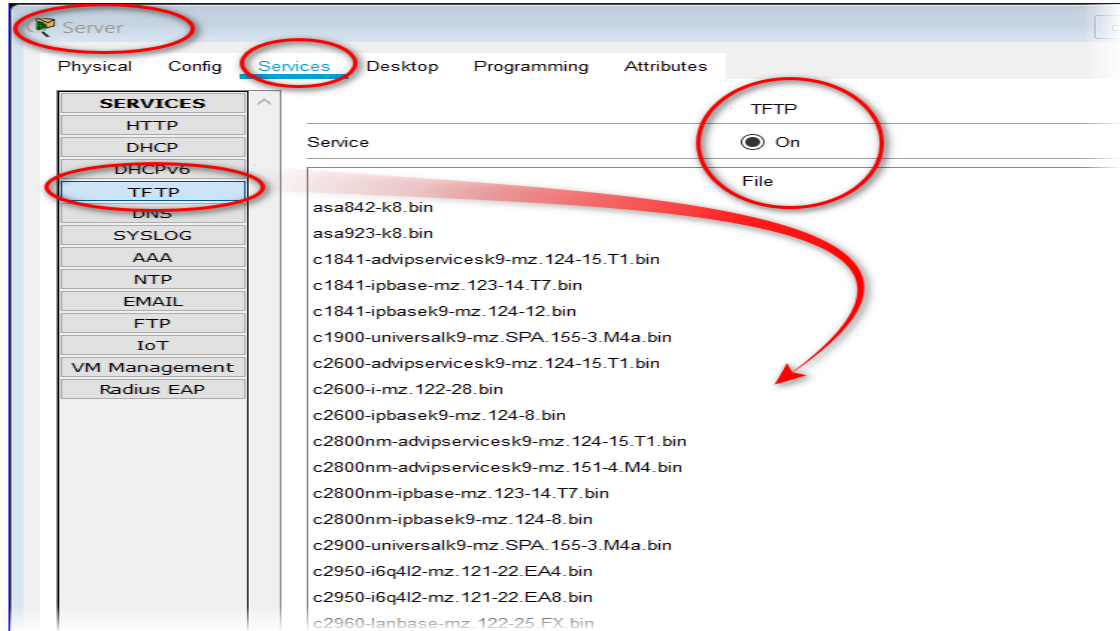 Server
Physical Config Services Desktop Programming Attributes
SERVICES
HTTP
DHCP
DHCPv6
TFTP
DNS
SYSLOG
AAA
NTP
EMAIL
FTP
IoT
VM Management
Radius EAP
TFTP
Service On
File
asa842-k8.bin
asa923-k8.bin
c1841-advipservicesk9-mz.124-15.T1.bin
c1841-ipbase-mz.123-14.T7.bin
c1841-ipbasek9-mz.124-12.bin
c1900-universalk9-mz.SPA.155-3.M4a.bin
c2600-advipservicesk9-mz.124-15.T1.bin
c2600-i-mz.122-28.bin
c2600-ipbasek9-mz.124-8.bin
c2800nm-advipservicesk9-mz.124-15.T1.bin
c2800nm-advipservicesk9-mz.151-4.M4.bin
c2800nm-ipbase-mz.123-14.T7.bin
c2800nm-ipbasek9-mz.124-8.bin
c2900-universalk9-mz.SPA.155-3.M4a.bin
c2950-i6q4l2-mz.121-22.EA4.bin
c2950-i6q4l2-mz.121-22.EA8.bin
c2960-lanbase-mz.122-25.FX.bin